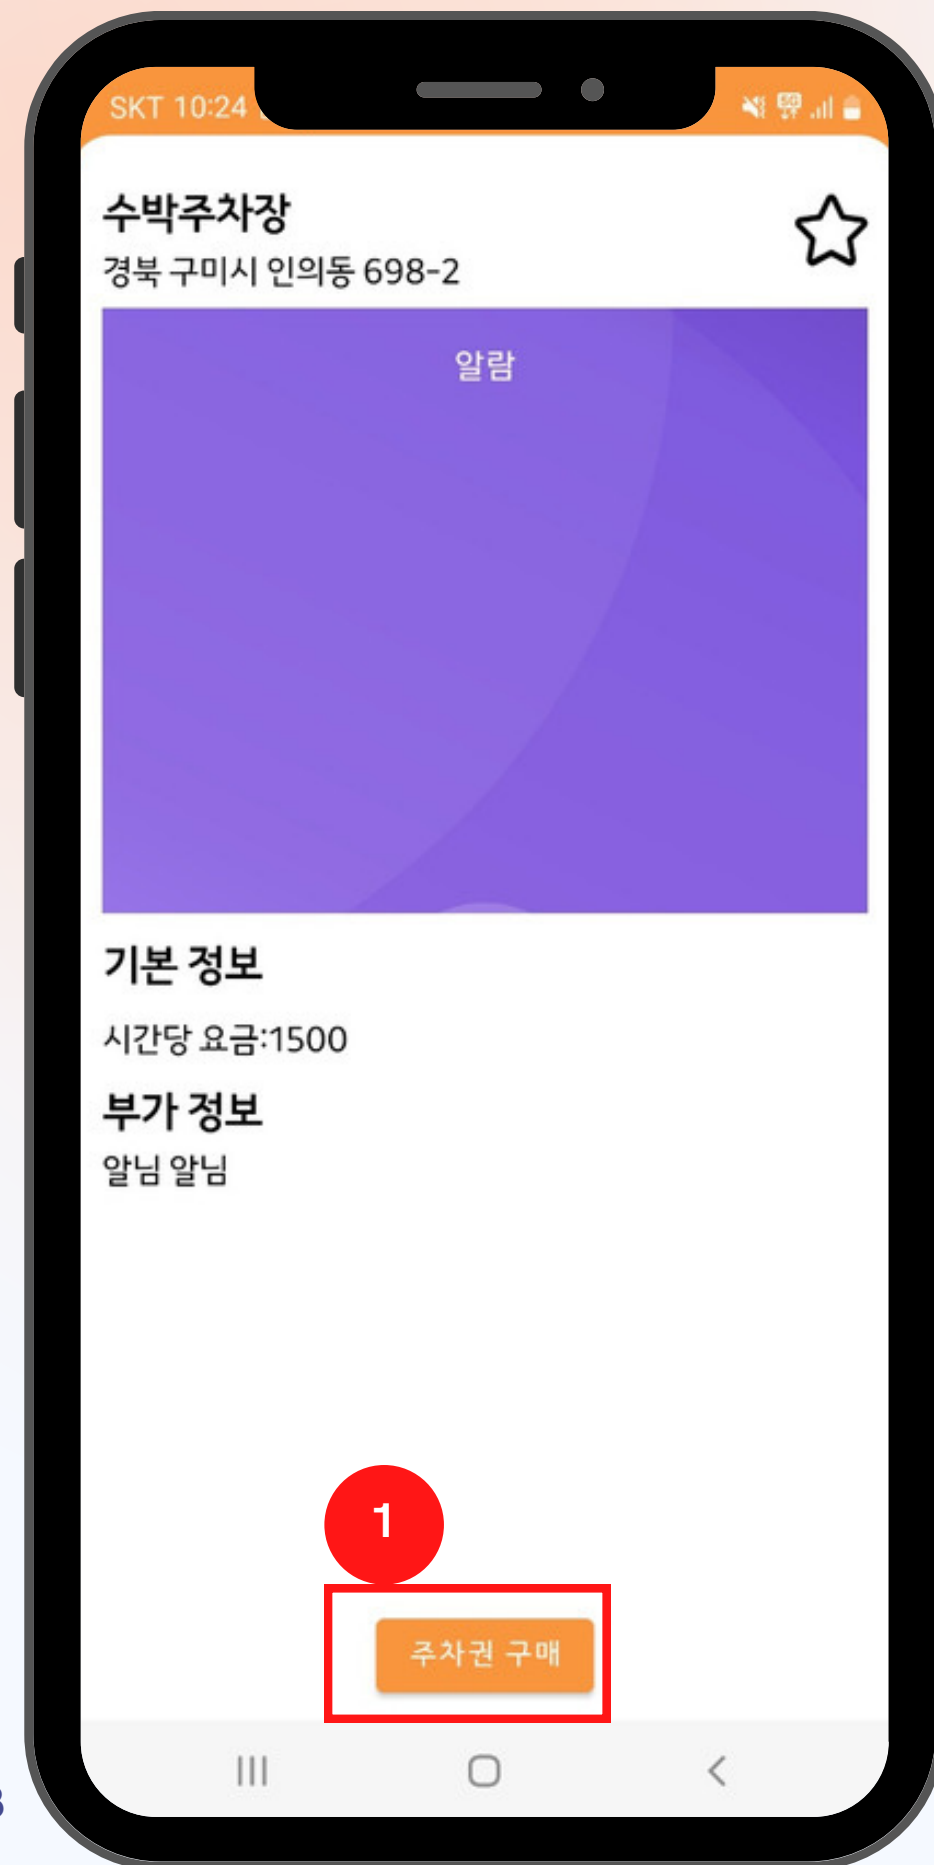 SKT 10:24
수박주차장
경북 구미시 인의동 698-2
알람
기본 정보
시간당 요금:1500
부가 정보
알님 알님
1
주차권 구매